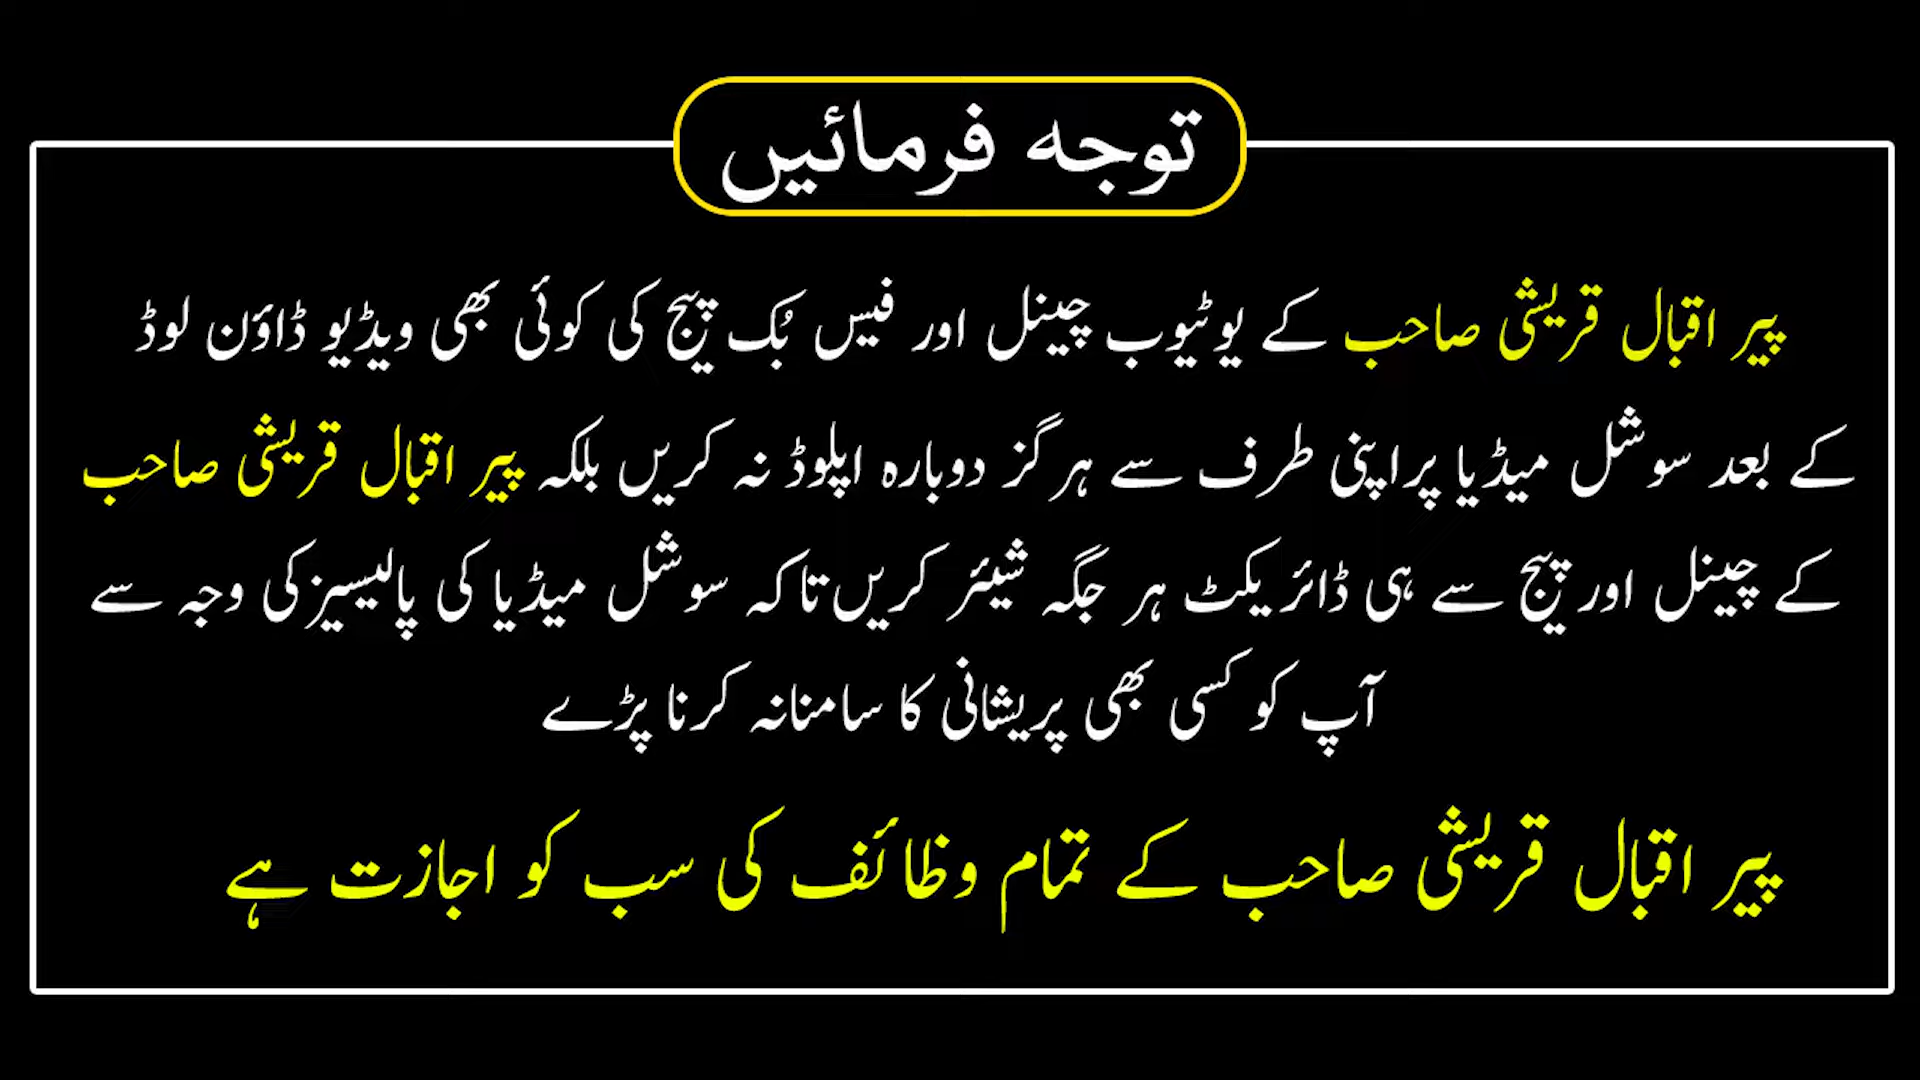 توجہ فرمائیں
پیر اقبال قریشی صاحب کے یوٹیوب چینل اور فیس بُک پیج کی کوئی بھی ویڈیو ڈاؤن لوڈ
کے بعد سوشل میڈیا پر اپنی طرف سے ہرگز دوبارہ اپلوڈ نہ کریں بلکہ پیر اقبال قریشی صاحب
کے چینل اور پیج سے ہی ڈائریکٹ ہر جگہ شیئر کریں تاکہ سوشل میڈیا کی پالیسیز کی وجہ سے
آپ کو کسی بھی پریشانی کا سامنا نہ کرنا پڑے
پیر اقبال قریشی صاحب کے تمام وظائف کی سب کو اجازت ہے